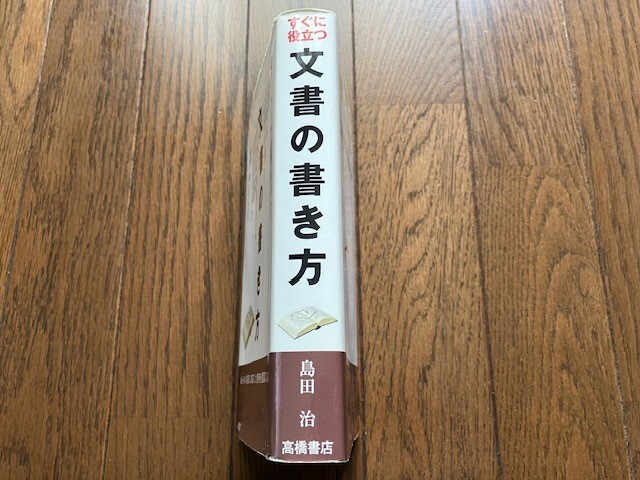 すぐに
役立つ
文書の書き方
島田 治
高橋書店